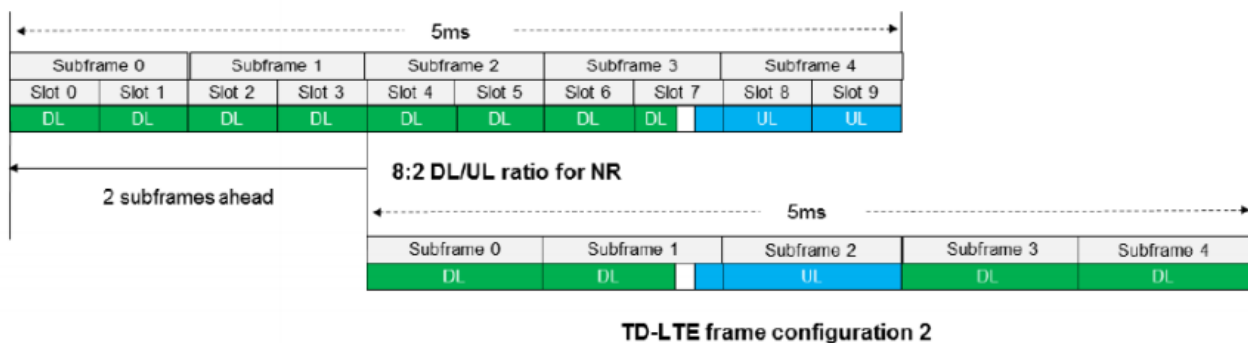 5ms
Subframe 0 Subframe 1 Subframe 2 Subframe 3 Subframe 4
Slot 0 Slot 1 Slot 2 Slot 3 Slot 4 Slot 5 Slot 6 Slot 7 Slot 8 Slot 9
DL DL DL DL DL DL DL DL UL UL
8:2 DL/UL ratio for NR
2 subframes ahead
5ms
Subframe 0 Subframe 1 Subframe 2 Subframe 3 Subframe 4
DL DL UL DL DL
TD-LTE frame configuration 2